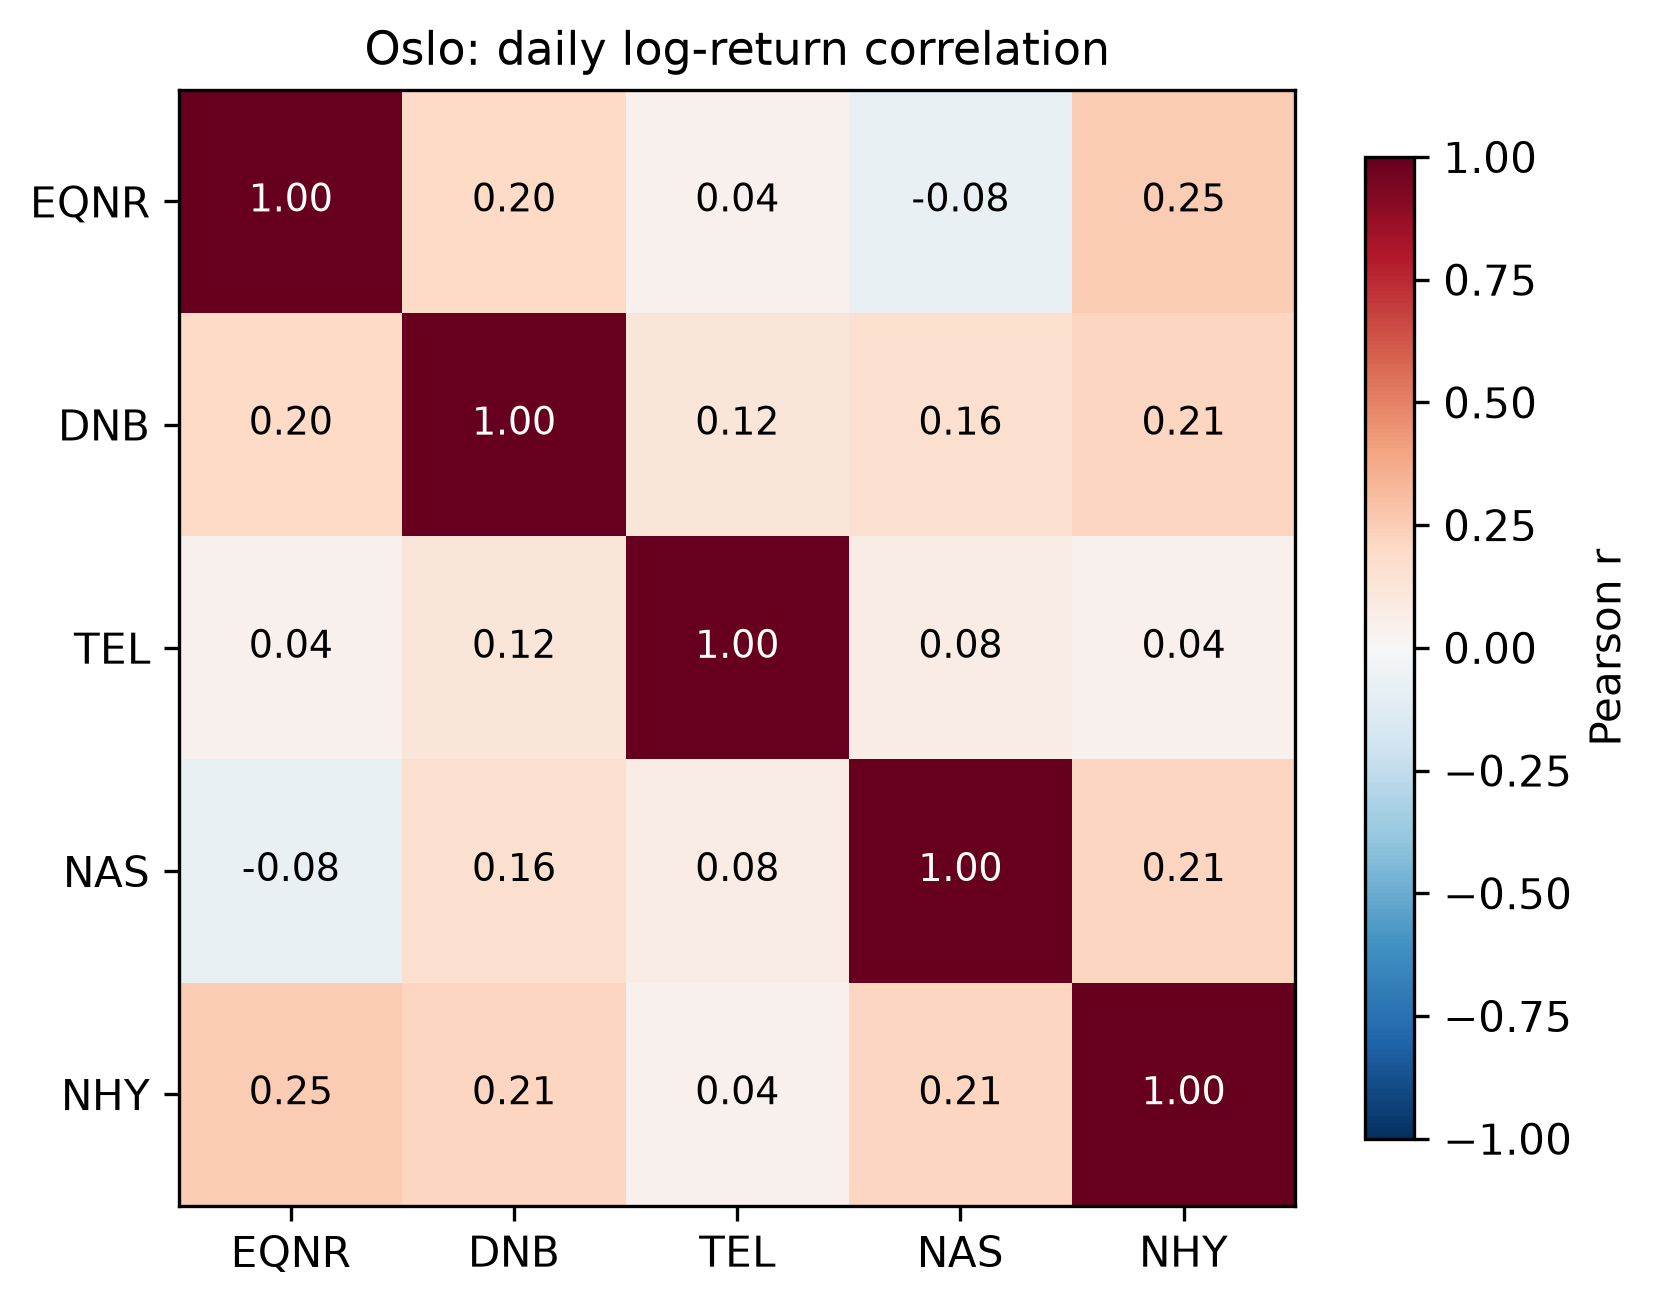 Oslo: daily log-return correlation
EQNR 1.00 0.20 0.04 -0.08 0.25
DNB 0.20 1.00 0.12 0.16 0.21
TEL 0.04 0.12 1.00 0.08 0.04
NAS -0.08 0.16 0.08 1.00 0.21
NHY 0.25 0.21 0.04 0.21 1.00
EQNR DNB TEL NAS NHY
1.00
0.75
0.50
0.25
0.00
−0.25
−0.50
−0.75
−1.00
Pearson r